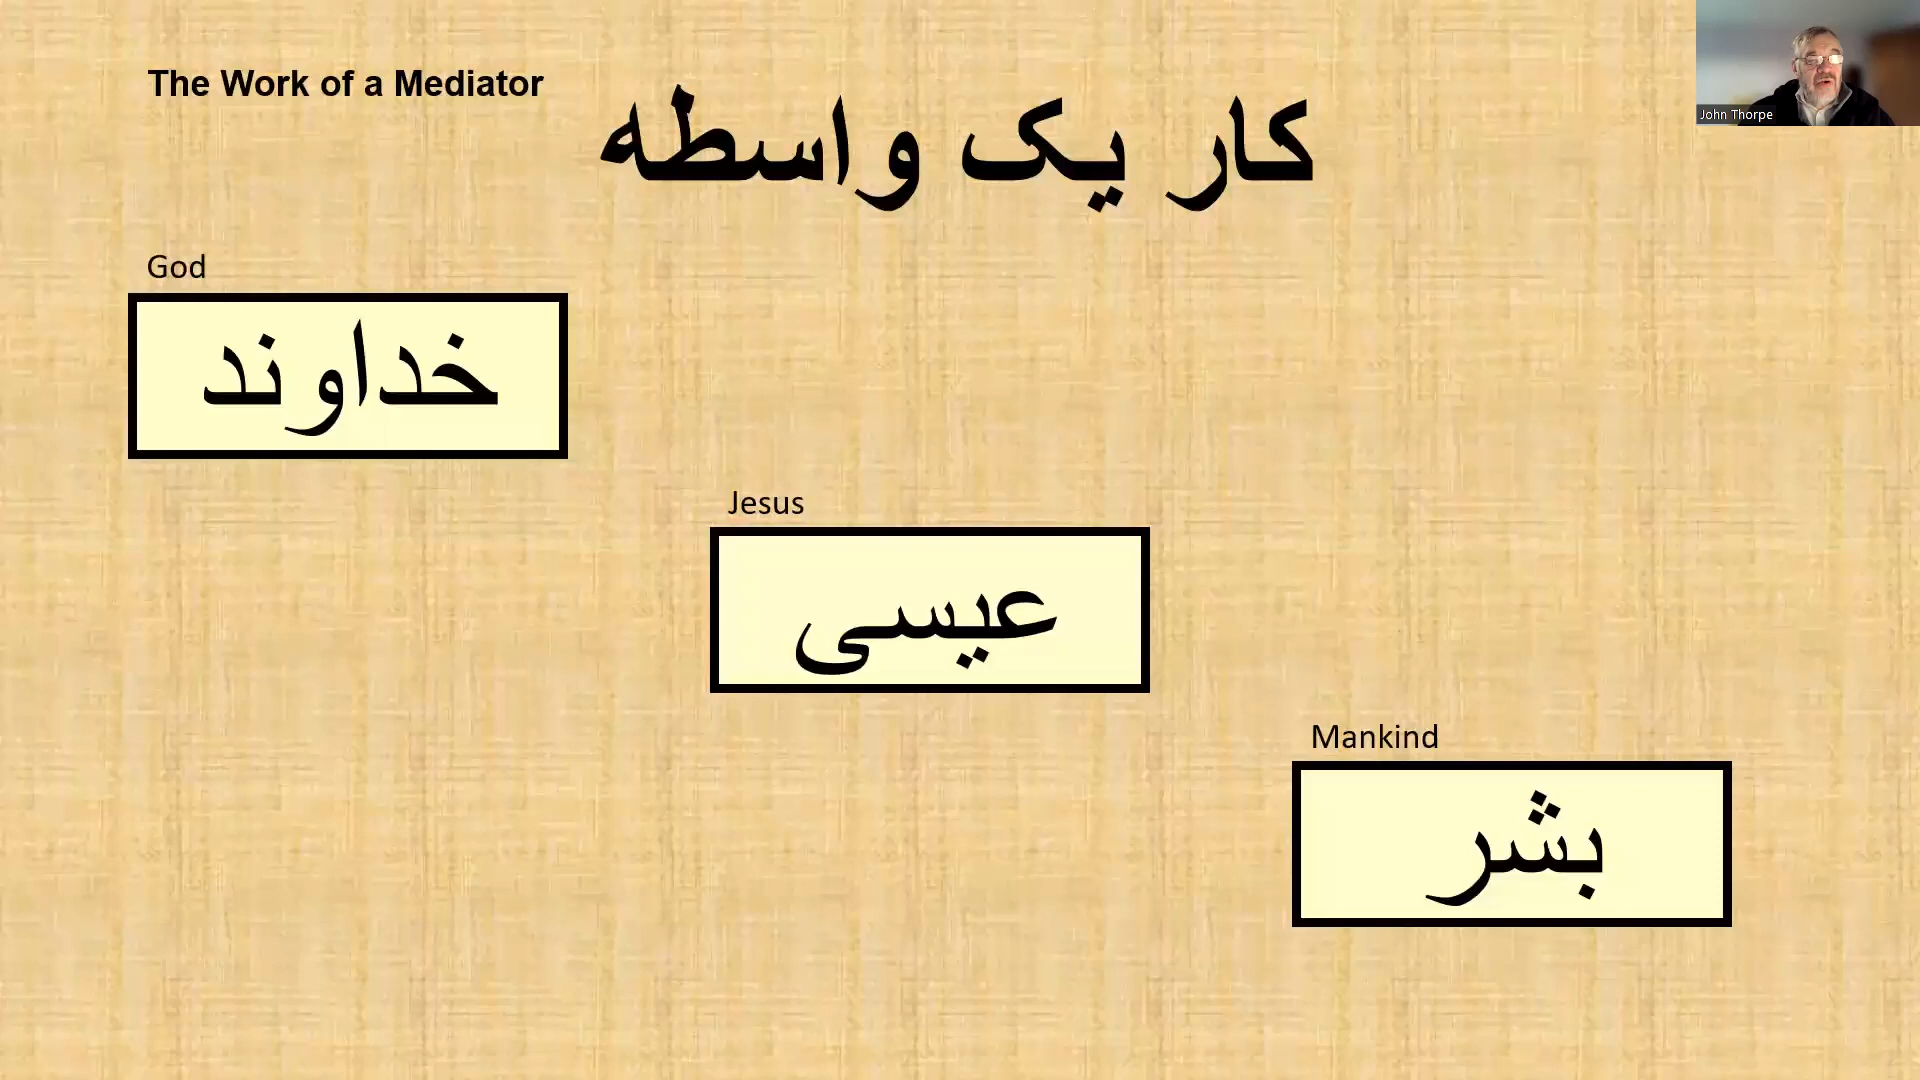 The Work of a Mediator
کار یک واسطه
John Thorpe
God
خداوند
Jesus
عیسی
Mankind
بشر